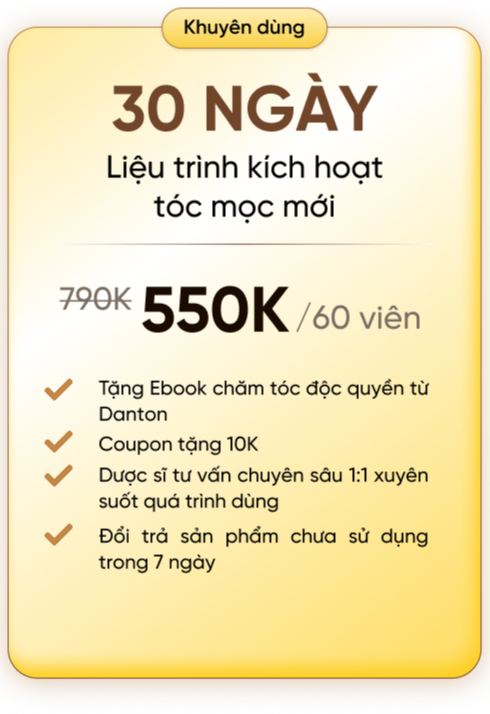 Khuyên dùng
30 NGÀY
Liệu trình kích hoạt
tóc mọc mới
790K 550K /60 viên
Tặng Ebook chăm tóc độc quyền từ
Danton
Coupon tặng 10K
Dược sĩ tư vấn chuyên sâu 1:1 xuyên
suốt quá trình dùng
Đổi trả sản phẩm chưa sử dụng
trong 7 ngày